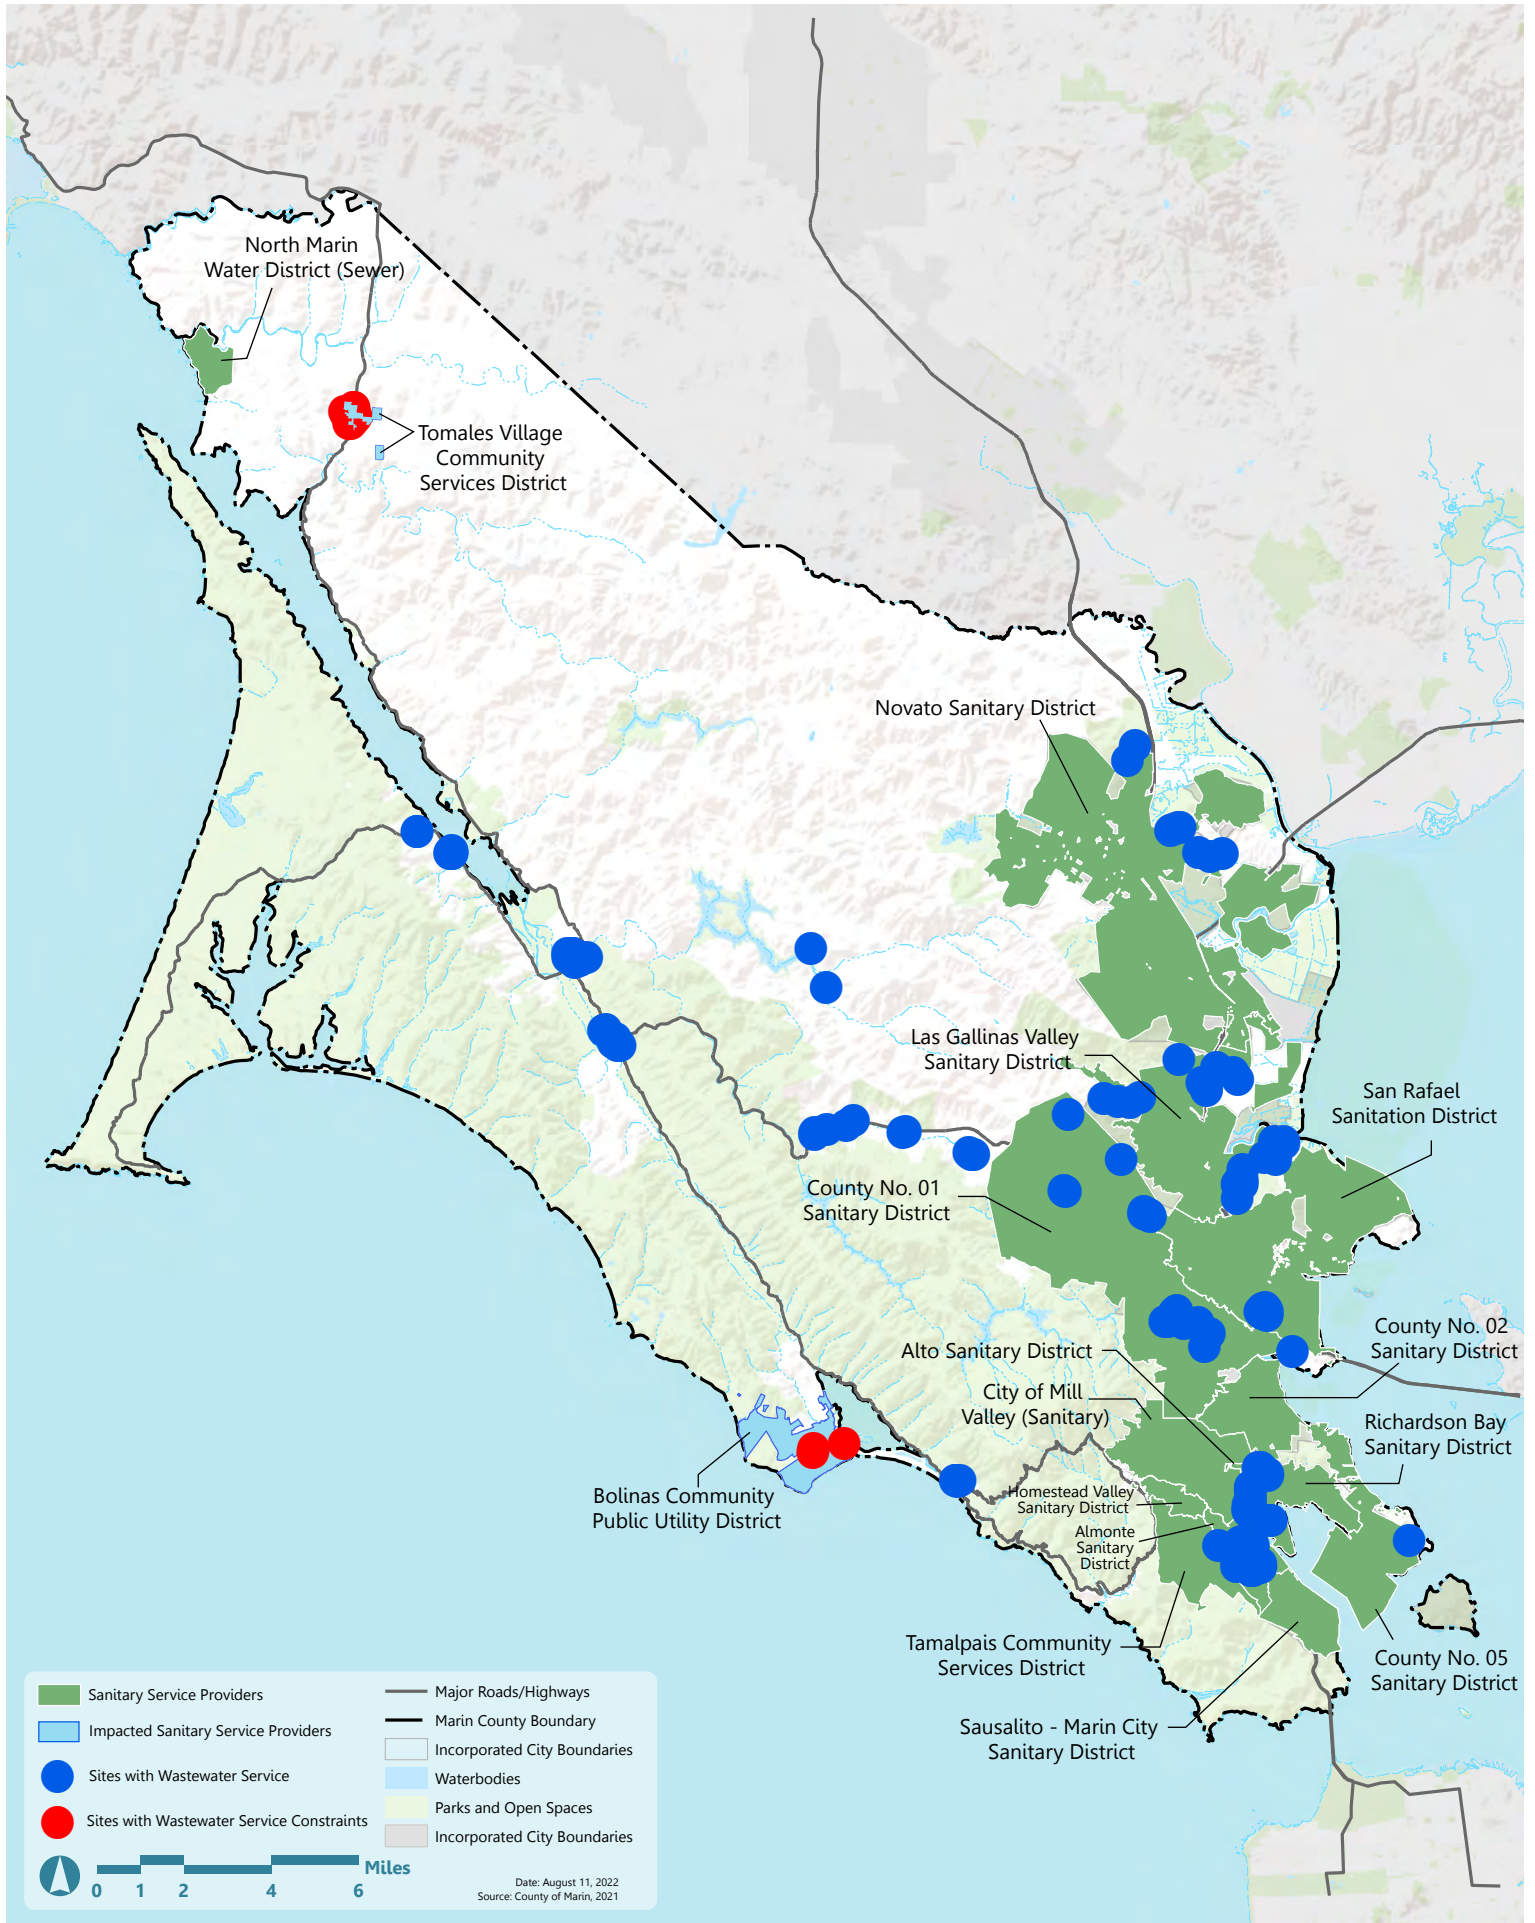 North Marin
Water District (Sewer)
Tomales Village
Community
Services District
Novato Sanitary District
Las Gallinas Valley
Sanitary District
San Rafael
Sanitation District
County No. 01
Sanitary District
County No. 02
Sanitary District
Alto Sanitary District
City of Mill
Valley (Sanitary)
Richardson Bay
Sanitary District
Homestead Valley
Sanitary District
Almonte
Sanitary
District
Bolinas Community
Public Utility District
Tamalpais Community
Services District
County No. 05
Sanitary District
Sausalito - Marin City
Sanitary District
Sanitary Service Providers
Impacted Sanitary Service Providers
Sites with Wastewater Service
Sites with Wastewater Service Constraints
Major Roads/Highways
Marin County Boundary
Incorporated City Boundaries
Waterbodies
Parks and Open Spaces
Incorporated City Boundaries
Miles
0 1 2 4 6
Date: August 11, 2022
Source: County of Marin, 2021